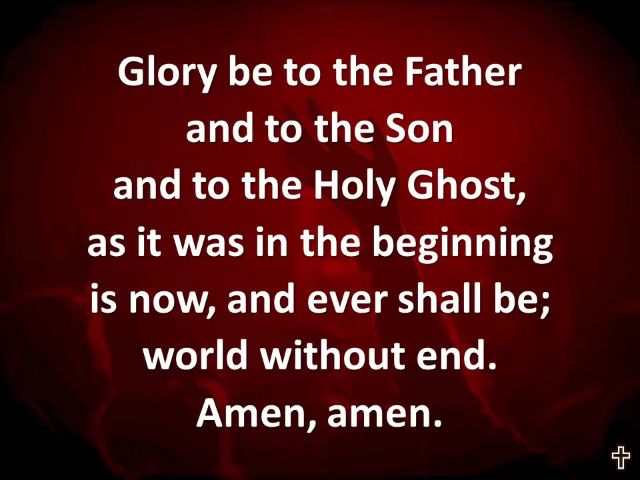 Glory be to the Father
and to the Son
and to the Holy Ghost,
as it was in the beginning
is now, and ever shall be;
world without end.
Amen, amen.